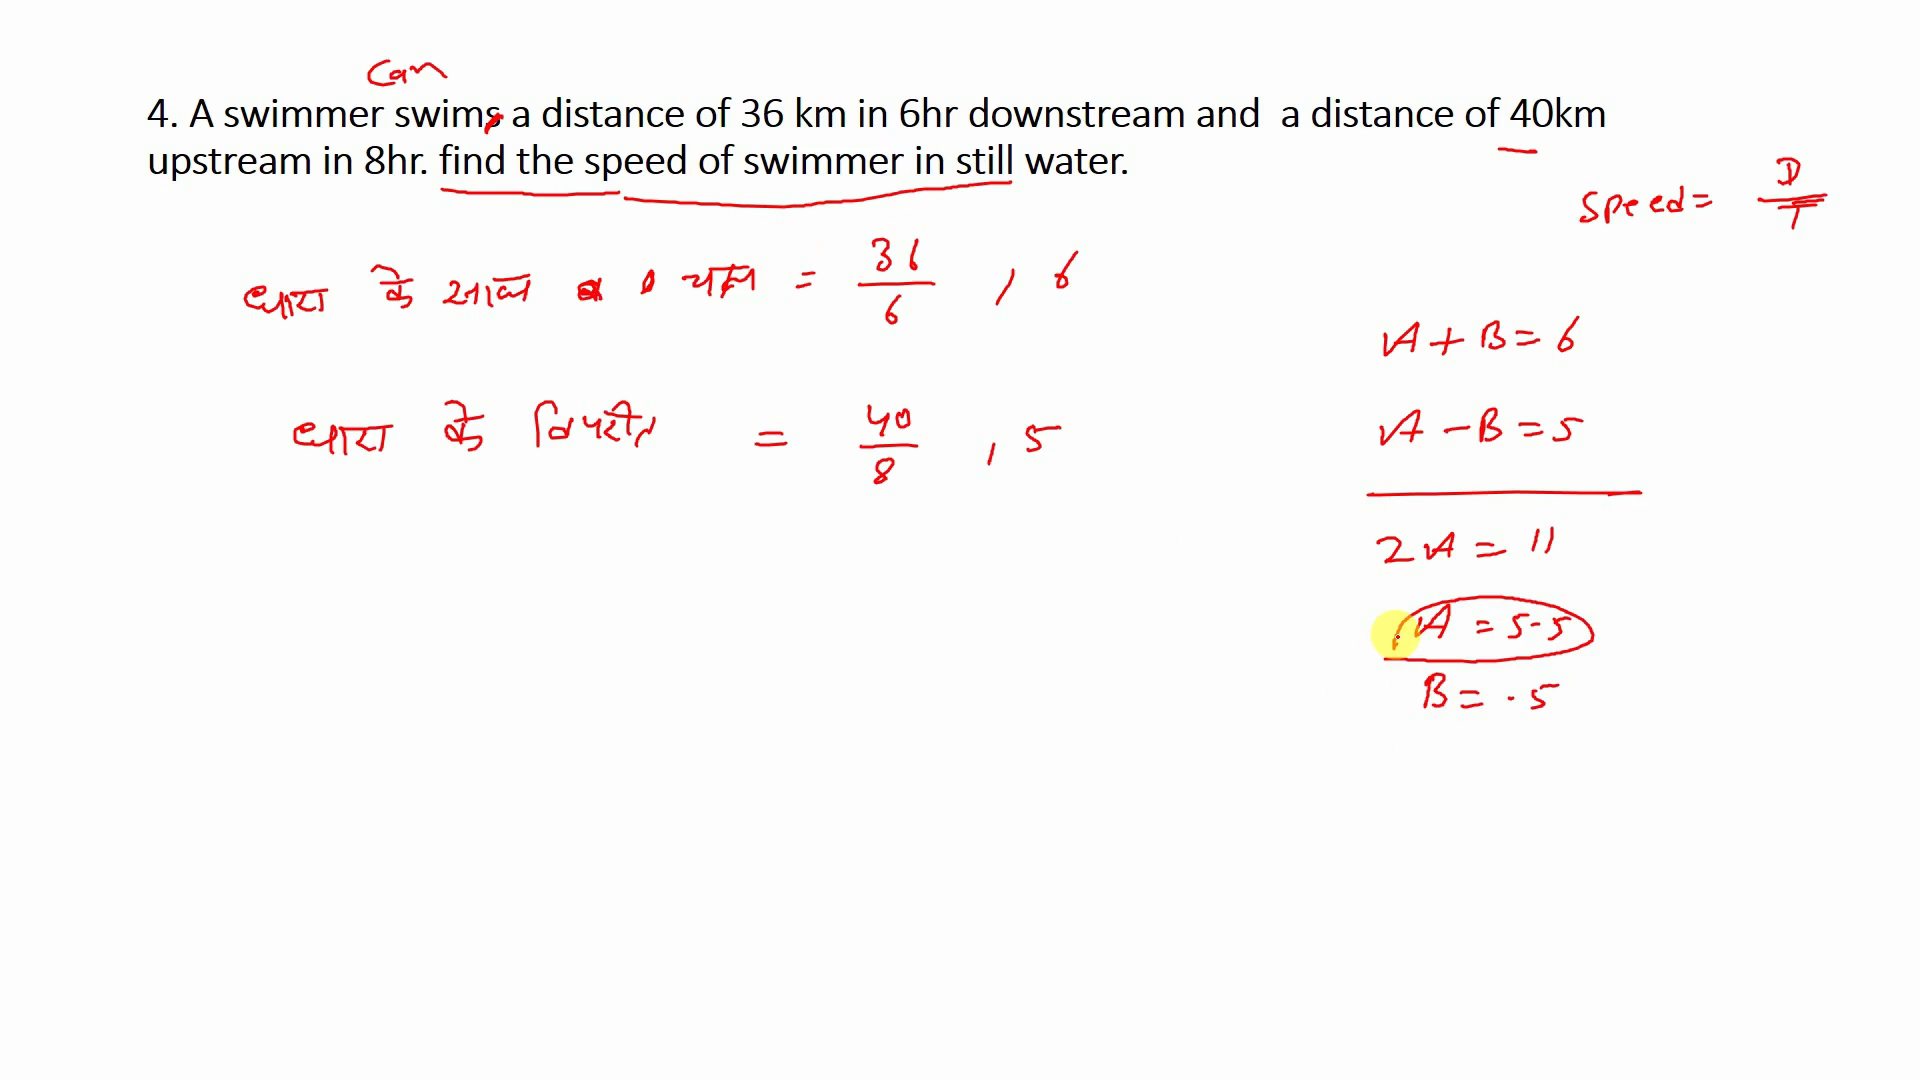 Can
4. A swimmer swims a distance of 36 km in 6hr downstream and a distance of 40km
upstream in 8hr. find the speed of swimmer in still water.
Speed = D/T
धारा के साथ चाल = 36/6 , 6
A + B = 6
धारा के विपरीत = 40/8 , 5
A - B = 5
2A = 11
A = 5.5
B = .5